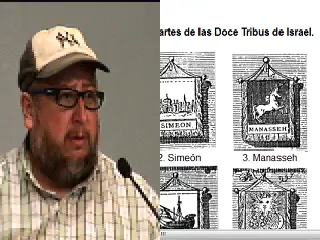 artes de las Doce Tribus de Israel.
SIMEON
MANASSEH
2. Simeón
3. Manasseh